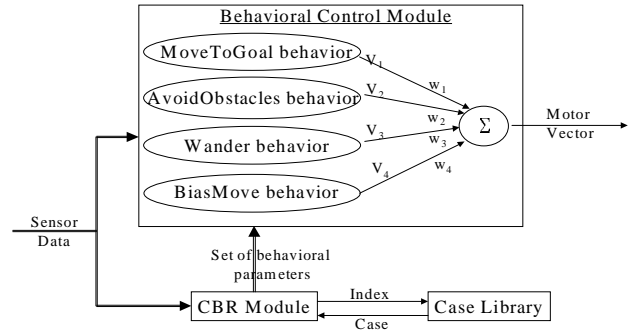 Behavioral Control Module
MoveToGoal behavior
V1
w1
AvoidObstacles behavior
V2
w2
Σ
Motor
Vector
Wander behavior
V3
w3
BiasMove behavior
V4
w4
Sensor
Data
Set of behavioral
parameters
CBR Module
Index
Case
Case Library